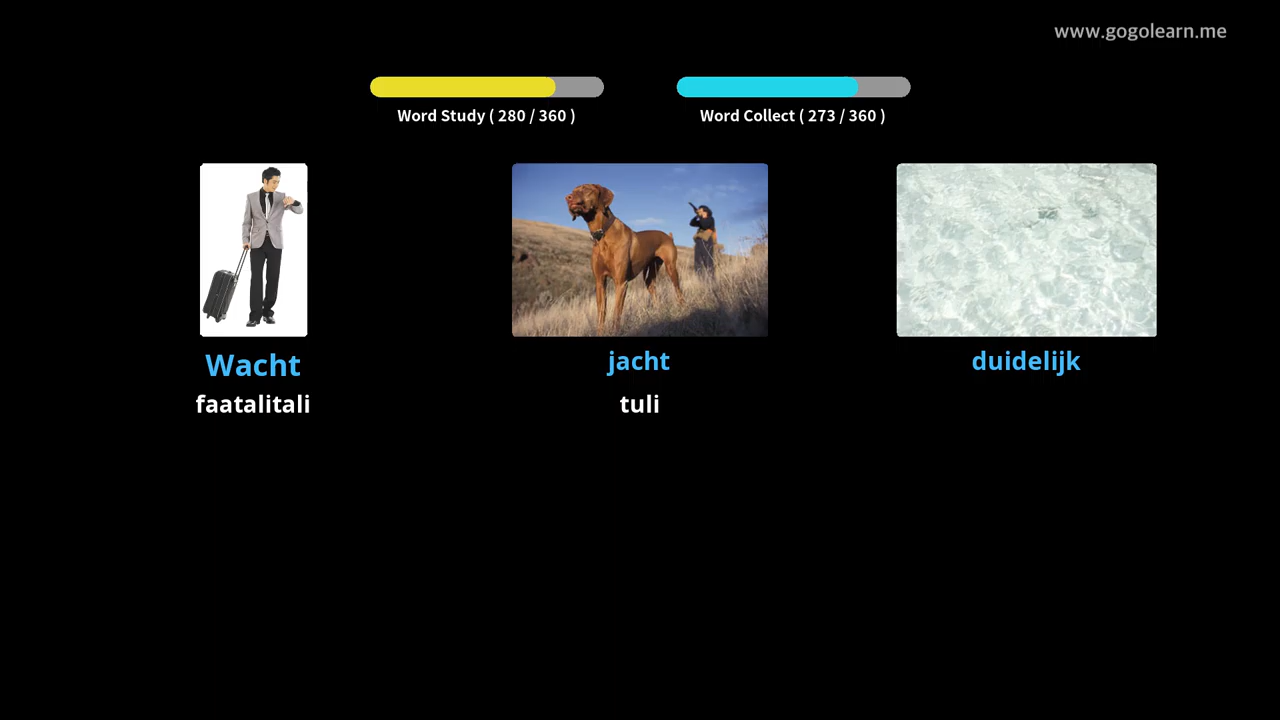 www.gogolearn.me
Word Study ( 280 / 360 )
Word Collect ( 273 / 360 )
Wacht
faatalitali
jacht
tuli
duidelijk